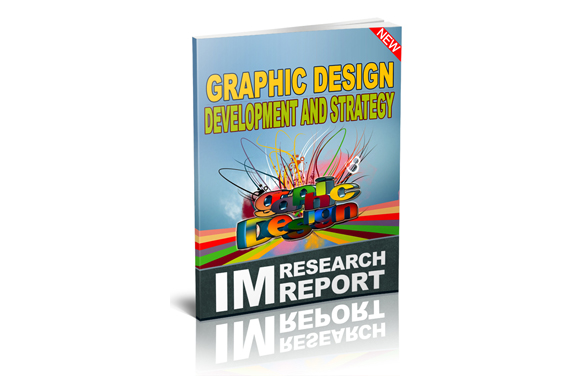 NEW
GRAPHIC DESIGN
DEVELOPMENT AND STRATEGY
graphic
Design
IM RESEARCH
REPORT